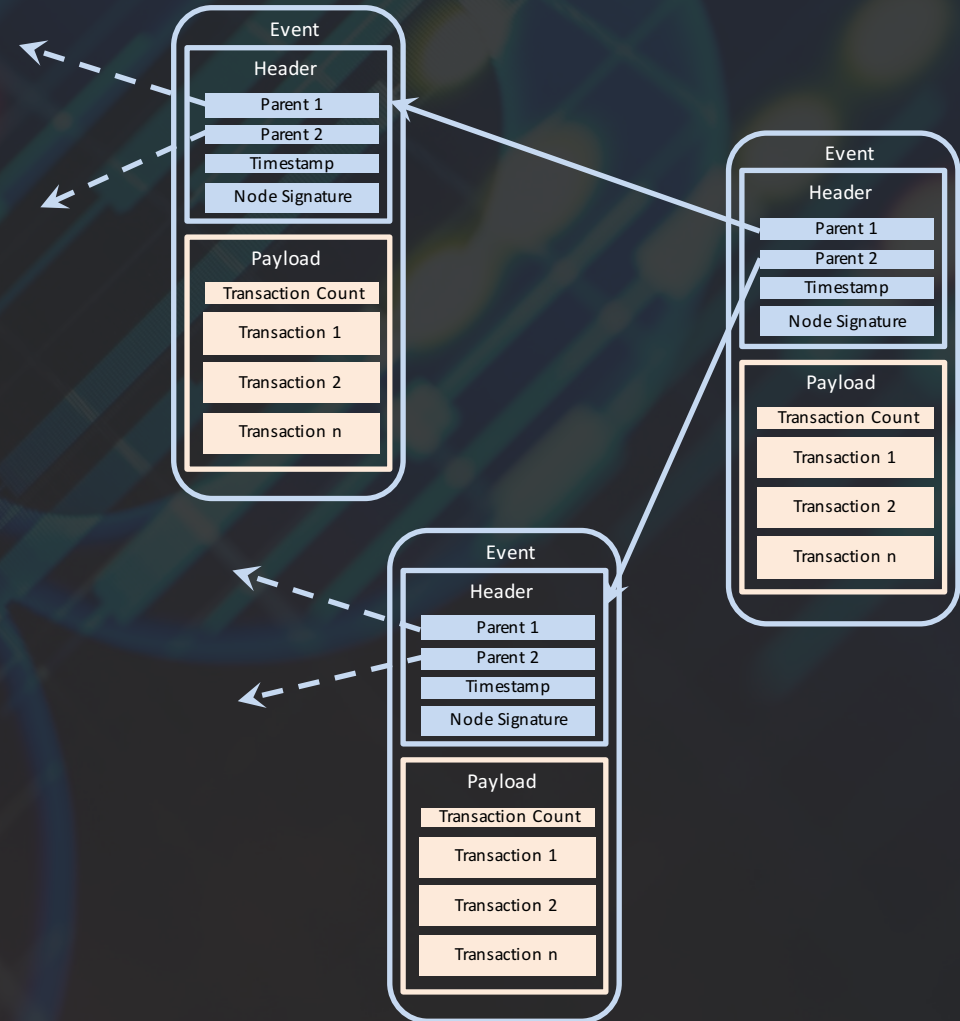 Event
Header
Parent 1
Parent 2
Timestamp
Node Signature
Payload
Transaction Count
Transaction 1
Transaction 2
Transaction n
Event
Header
Parent 1
Parent 2
Timestamp
Node Signature
Payload
Transaction Count
Transaction 1
Transaction 2
Transaction n
Event
Header
Parent 1
Parent 2
Timestamp
Node Signature
Payload
Transaction Count
Transaction 1
Transaction 2
Transaction n